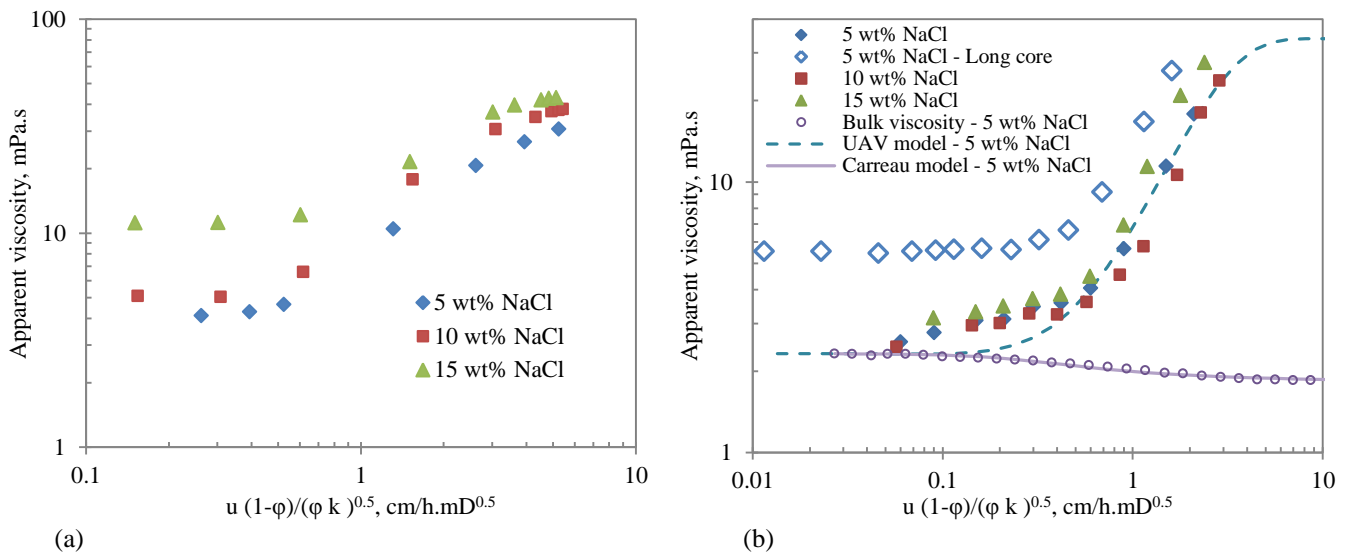 100
10
1
0.1
1
10
Apparent viscosity, mPa.s
5 wt% NaCl
10 wt% NaCl
15 wt% NaCl
u (1-φ)/(φ k )^0.5, cm/h.mD^0.5
(a)
5 wt% NaCl
5 wt% NaCl - Long core
10 wt% NaCl
15 wt% NaCl
Bulk viscosity - 5 wt% NaCl
UAV model - 5 wt% NaCl
Carreau model - 5 wt% NaCl
10
1
0.01
0.1
1
10
Apparent viscosity, mPa.s
u (1-φ)/(φ k )^0.5, cm/h.mD^0.5
(b)